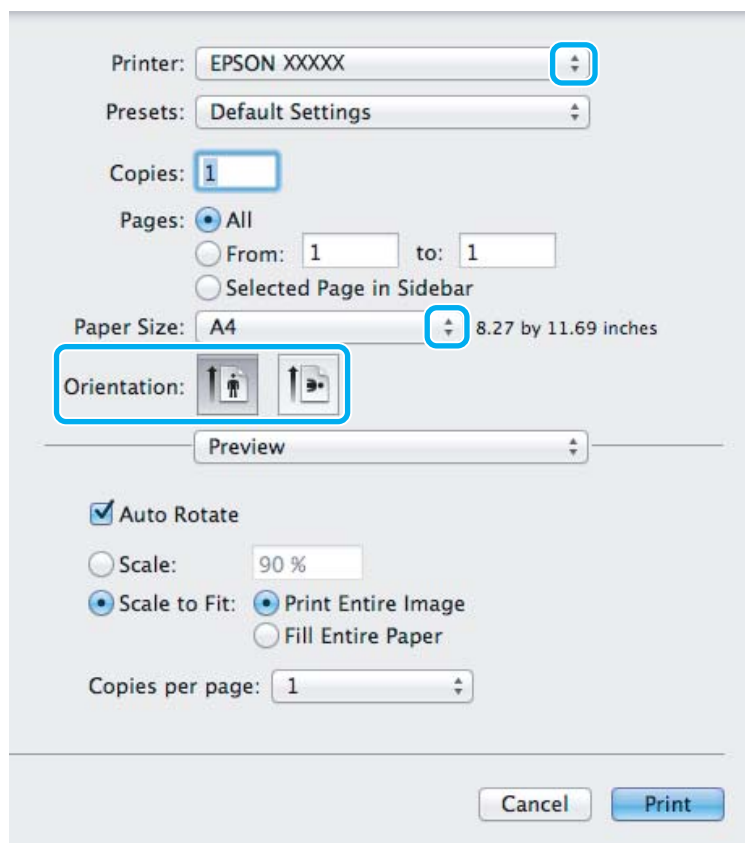 Printer: EPSON XXXXX
Presets: Default Settings
Copies: 1
Pages: All
From: 1 to: 1
Selected Page in Sidebar
Paper Size: A4 8.27 by 11.69 inches
Orientation:
Preview
Auto Rotate
Scale: 90 %
Scale to Fit: Print Entire Image
Fill Entire Paper
Copies per page: 1
Cancel Print